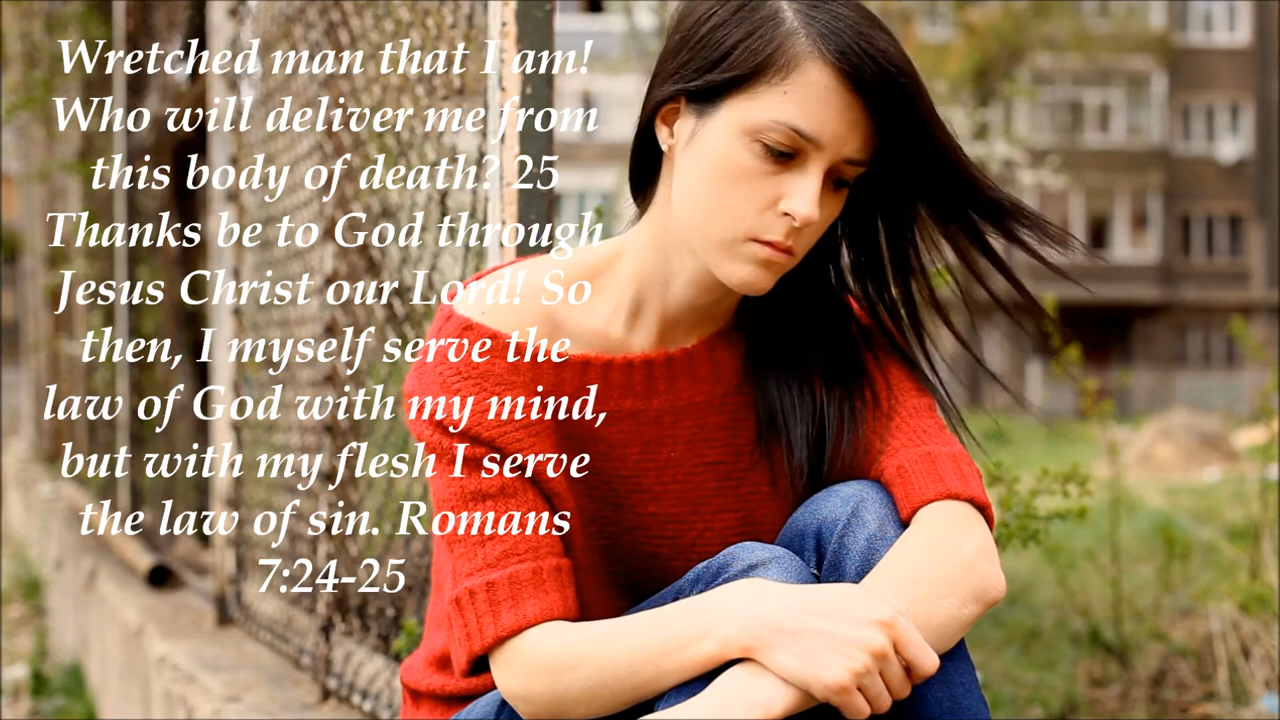 Wretched man that I am!
Who will deliver me from
this body of death? 25
Thanks be to God through
Jesus Christ our Lord! So
then, I myself serve the
law of God with my mind,
but with my flesh I serve
the law of sin. Romans
7:24-25